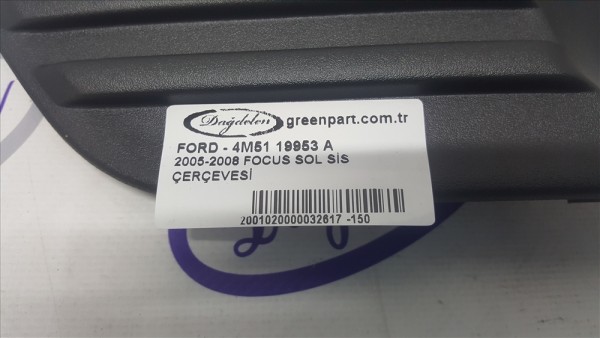 Dağdelen greenpart.com.tr
FORD - 4M51 19953 A
2005-2008 FOCUS SOL SİS
ÇERÇEVESİ
2001020000032617 -150